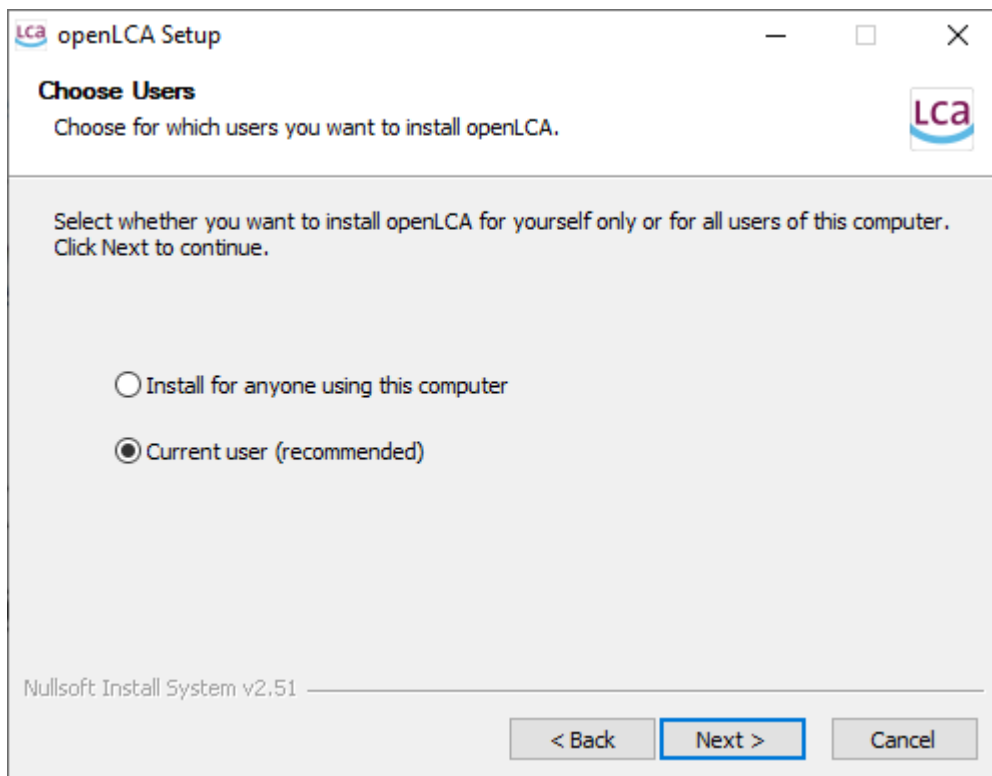 LCA openLCA Setup
Choose Users
Choose for which users you want to install openLCA.
LCa
Select whether you want to install openLCA for yourself only or for all users of this computer.
Click Next to continue.
Install for anyone using this computer
Current user (recommended)
Nullsoft Install System v2.51
< Back
Next >
Cancel